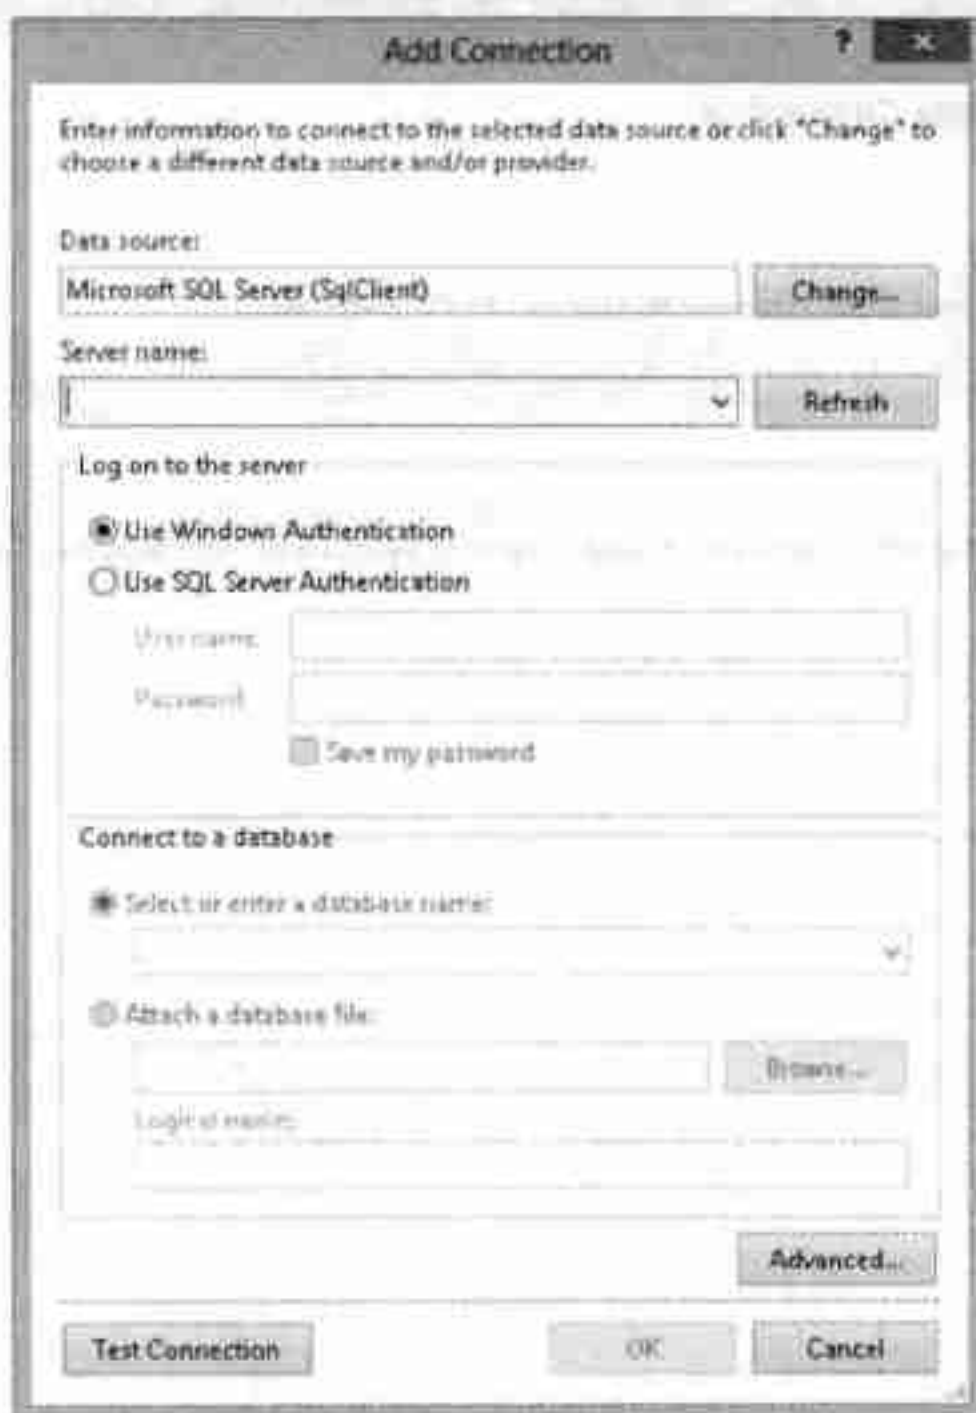 Add Connection
?
Enter information to connect to the selected data source or click "Change" to
choose a different data source and/or provider.
Data source:
Microsoft SQL Server (SqlClient)
Change...
Server name:
Refresh
Log on to the server
Use Windows Authentication
Use SQL Server Authentication
User name:
Password:
Save my password
Connect to a database
Select or enter a database name:
Attach a database file:
Browse...
Logical name:
Advanced...
Test Connection
OK
Cancel